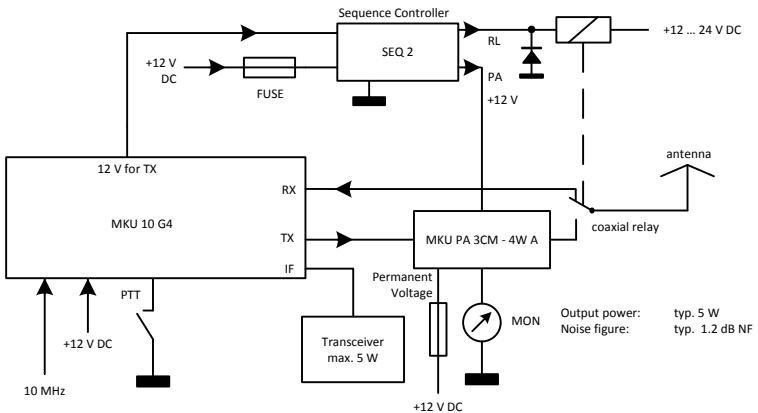 Sequence Controller
SEQ 2
RL
+12 ... 24 V DC
+12 V
DC
FUSE
PA
+12 V
antenna
12 V for TX
RX
MKU 10 G4
TX
MKU PA 3CM - 4W A
coaxial relay
IF
Permanent
Voltage
PTT
MON
Output power: typ. 5 W
Noise figure: typ. 1.2 dB NF
Transceiver
max. 5 W
+12 V DC
10 MHz
+12 V DC